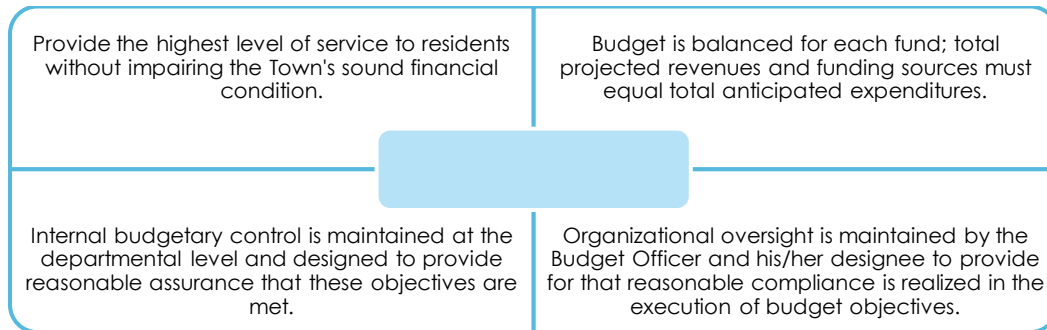 Provide the highest level of service to residents
without impairing the Town's sound financial
condition.
Budget is balanced for each fund; total
projected revenues and funding sources must
equal total anticipated expenditures.
Internal budgetary control is maintained at the
departmental level and designed to provide
reasonable assurance that these objectives are
met.
Organizational oversight is maintained by the
Budget Officer and his/her designee to provide
for that reasonable compliance is realized in the
execution of budget objectives.